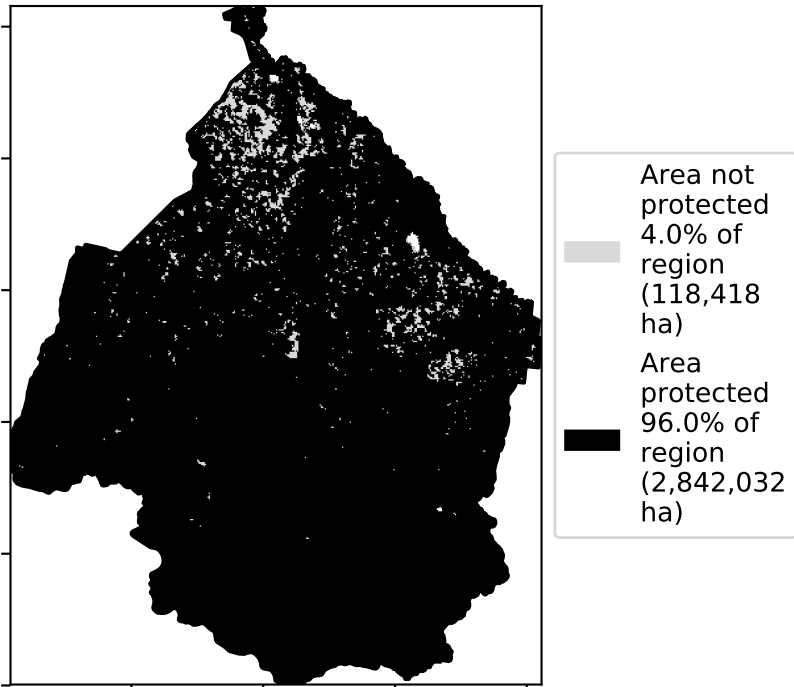 Area not
protected
4.0% of
region
(118,418
ha)
Area
protected
96.0% of
region
(2,842,032
ha)